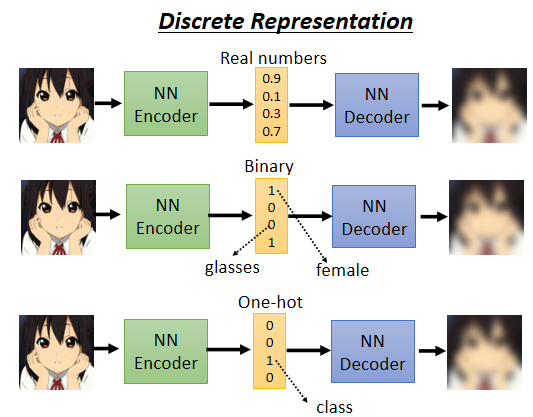 Discrete Representation
Real numbers
NN
Encoder
0.9
0.1
0.3
0.7
NN
Decoder
Binary
NN
Encoder
1
0
0
1
NN
Decoder
glasses
female
One-hot
NN
Encoder
0
0
1
0
NN
Decoder
class